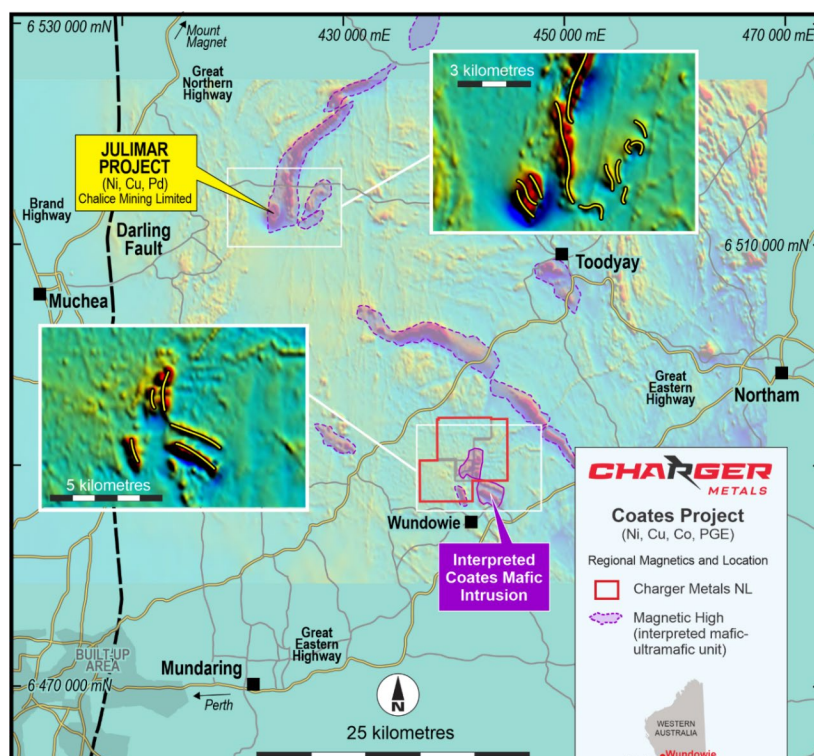 6 530 000 mN
430 000 mE
450 000 mE
470 000 mE
Mount
Magnet
Great
Northern
Highway
3 kilometres
JULIMAR
PROJECT
(Ni, Cu, Pd)
Chalice Mining Limited
Brand
Highway
Darling
Fault
6 510 000 mN
Toodyay
Muchea
Great
Eastern
Highway
Northam
5 kilometres
Wundowie
Interpreted
Coates Mafic
Intrusion
CHARGER
METALS
Coates Project
(Ni, Cu, Co, PGE)
Regional Magnetics and Location
Charger Metals NL
Magnetic High
(interpreted mafic-
ultramafic unit)
WESTERN
AUSTRALIA
Wundowie
Great
Eastern
Highway
BUILT-UP
AREA
Mundaring
6 470 000 mN
Perth
N
25 kilometres